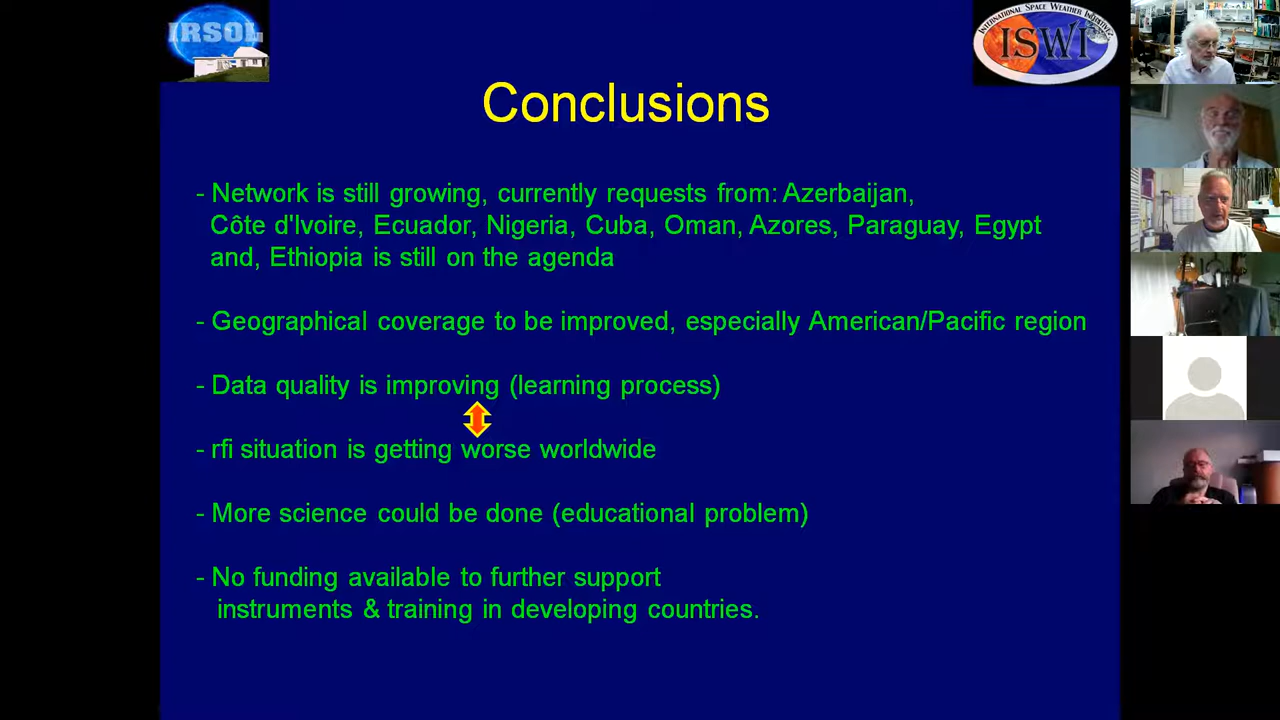 IRSOL
INTERNATIONAL SPACE WEATHER INITIATIVE
ISWI
Conclusions
- Network is still growing, currently requests from: Azerbaijan,
Côte d'Ivoire, Ecuador, Nigeria, Cuba, Oman, Azores, Paraguay, Egypt
and, Ethiopia is still on the agenda
- Geographical coverage to be improved, especially American/Pacific region
- Data quality is improving (learning process)
- rfi situation is getting worse worldwide
- More science could be done (educational problem)
- No funding available to further support
instruments & training in developing countries.